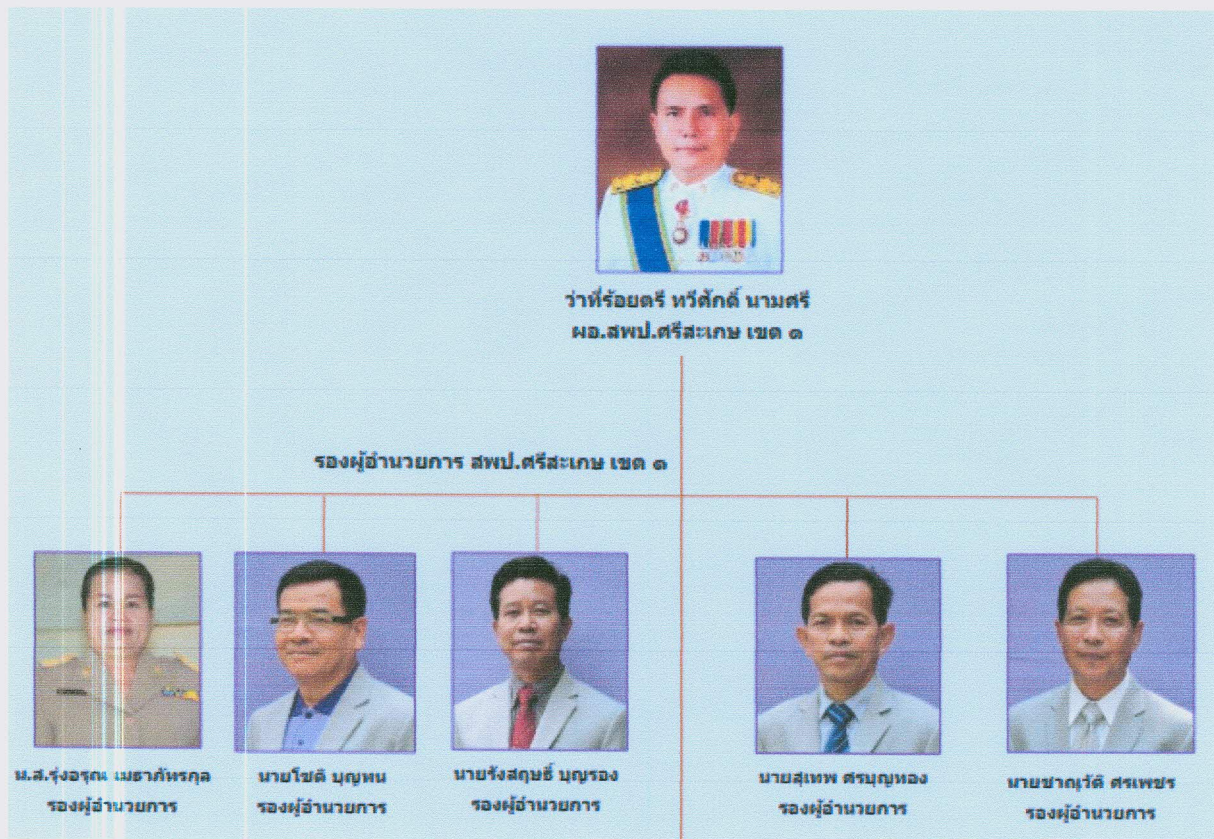 ว่าที่ร้อยตรี ทวีศักดิ์ นามศรี
ผอ.สพป.ศรีสะเกษ เขต ๑
รองผู้อำนวยการ สพป.ศรีสะเกษ เขต ๑
น.ส.รุ่งอรุณ เมธาภัทรกุล
รองผู้อำนวยการ
นายโชติ บุญทน
รองผู้อำนวยการ
นายรังสฤษธิ์ บุญรอง
รองผู้อำนวยการ
นายสุเทพ ศรบุญทอง
รองผู้อำนวยการ
นายชาณุวัติ ศรเพชร
รองผู้อำนวยการ